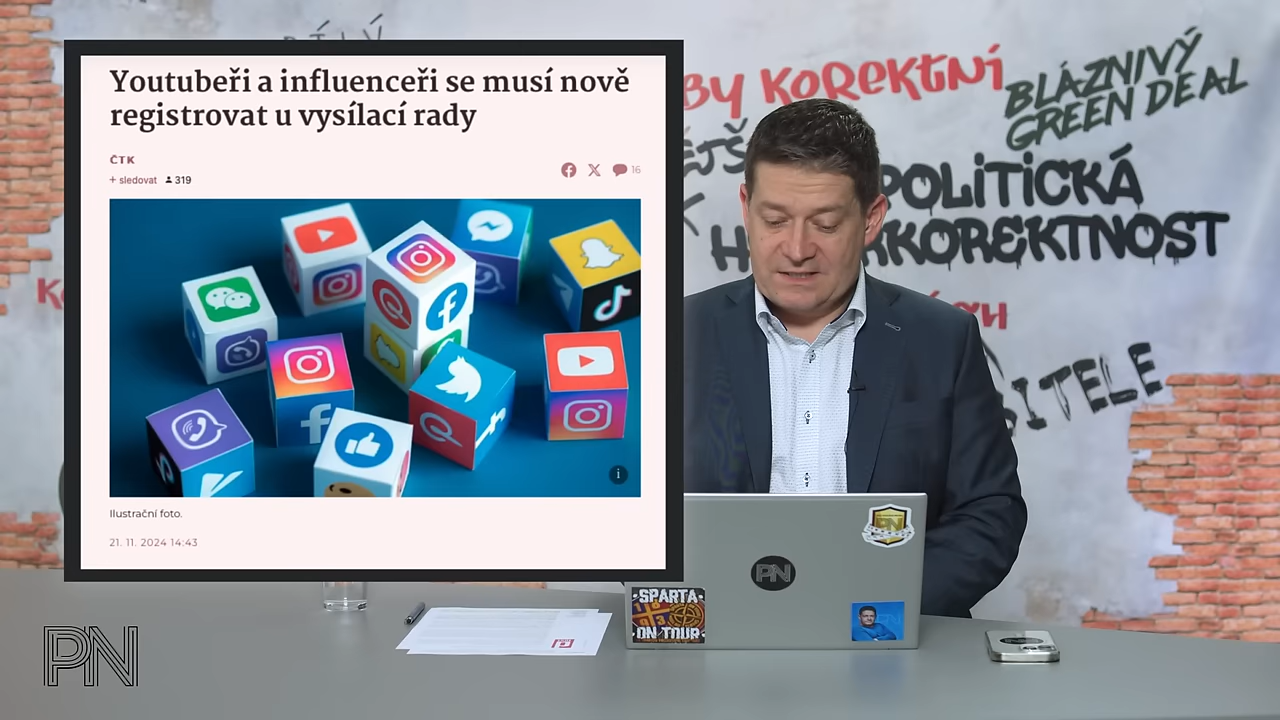 Youtubeři a influenceři se musí nově
registrovat u vysílací rady
ČTK
+ sledovat 319
16
Ilustrační foto.
21. 11. 2024 14:43
BY KOREKTNÍ
BLÁZNIVÝ
GREEN DEAL
POLITICKÁ
KOREKTNOST
SPARTA
ON TOUR
PN
PN
PN